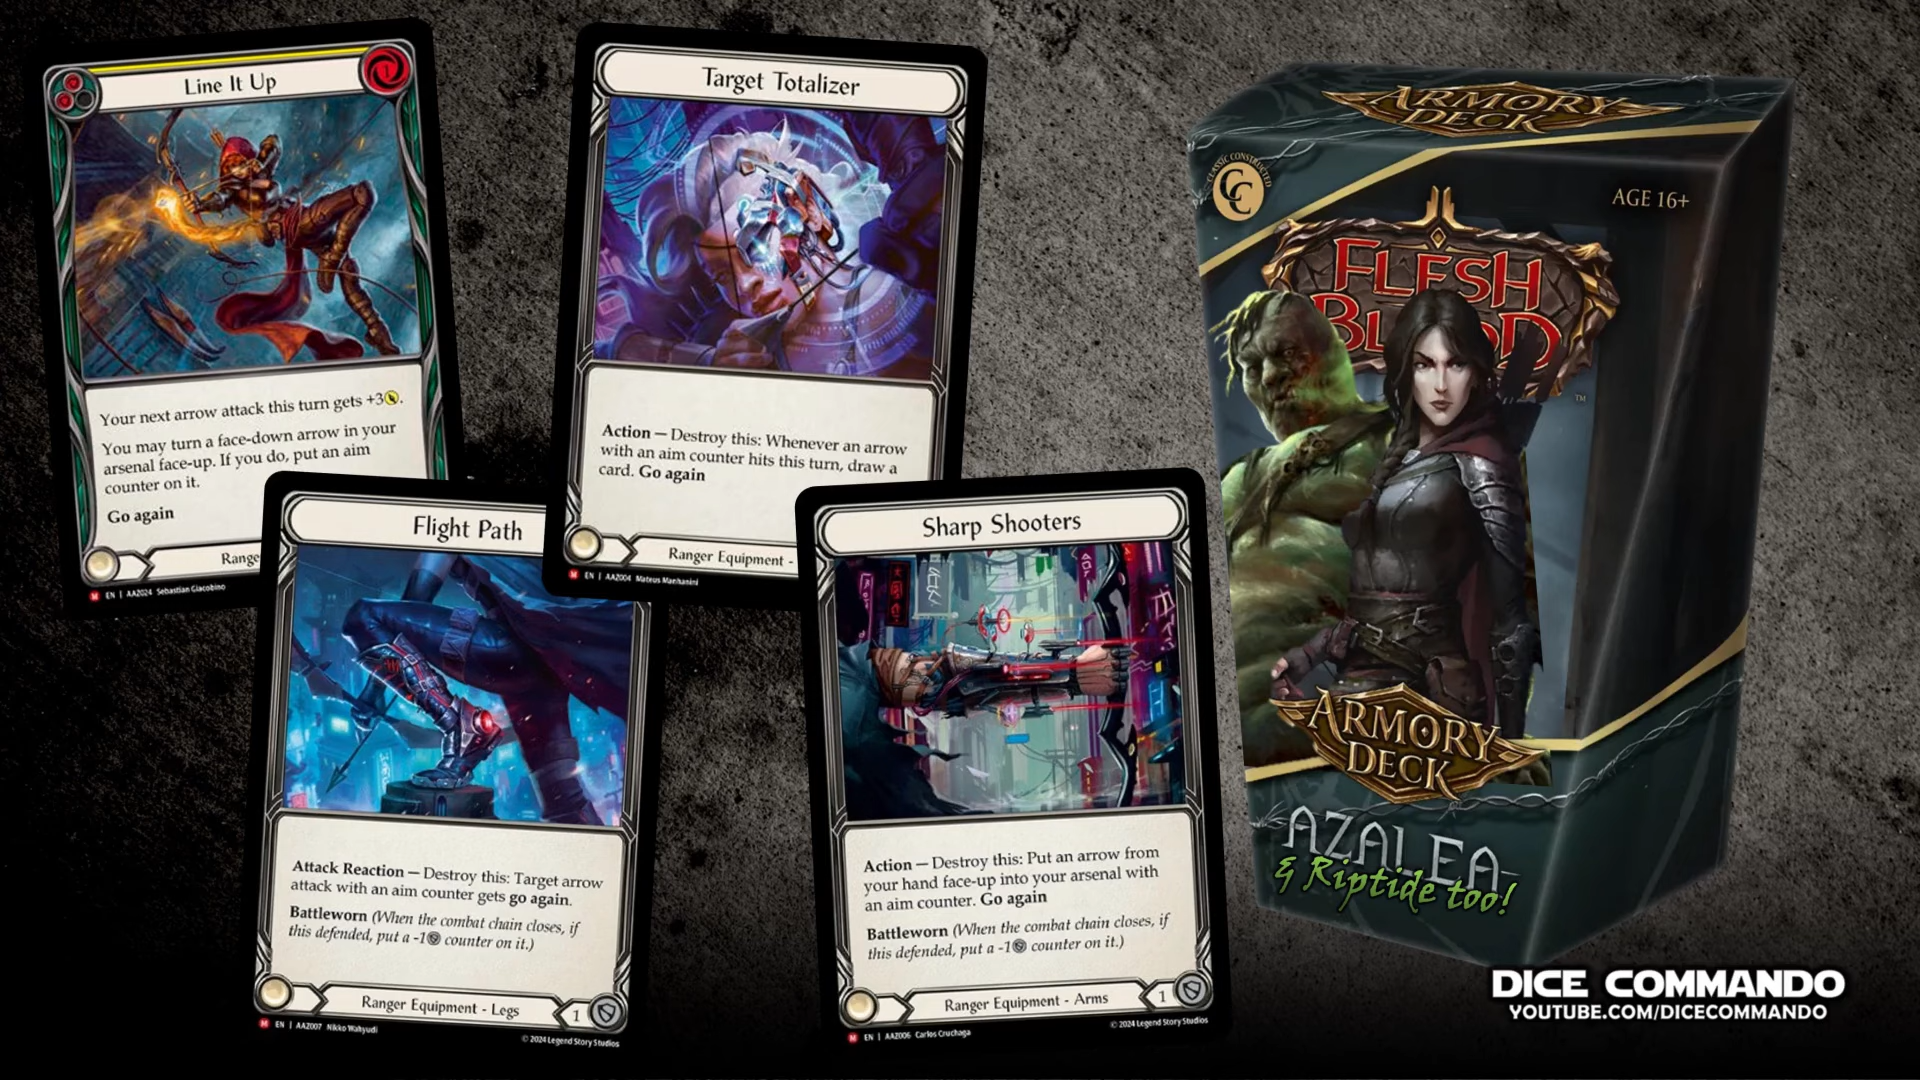 Line It Up
1
Your next arrow attack this turn gets +3.
You may turn a face-down arrow in your
arsenal face-up. If you do, put an aim
counter on it.
Go again
Range
M EN | AAZ024 Sebastian Giacobino
Target Totalizer
Action — Destroy this: Whenever an arrow
with an aim counter hits this turn, draw a
card. Go again
Ranger Equipment -
M EN | AAZ004 Mateus Manhanini
Flight Path
Attack Reaction — Destroy this: Target arrow
attack with an aim counter gets go again.
Battleworn (When the combat chain closes, if
this defended, put a -1 counter on it.)
Ranger Equipment - Legs
1
M EN | AAZ007 Nikko Wahyudi
© 2024 Legend Story Studios
Sharp Shooters
Action — Destroy this: Put an arrow from
your hand face-up into your arsenal with
an aim counter. Go again
Battleworn (When the combat chain closes, if
this defended, put a -1 counter on it.)
Ranger Equipment - Arms
1
M EN | AAZ006 Carlos Cruchaga
© 2024 Legend Story Studios
ARMORY
DECK
CLASSIC CONSTRUCTED
CC
AGE 16+
FLESH
BLOOD
TM
ARMORY
DECK
AZALEA
& Riptide too!
DICE COMMANDO
YOUTUBE.COM/DICECOMMANDO